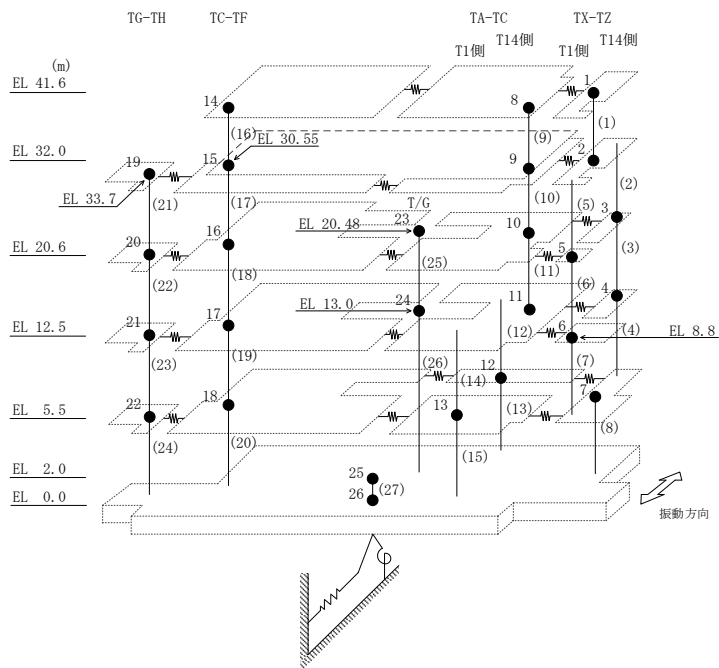 TG-TH TC-TF TA-TC TX-TZ
T1側 T14側 T1側 T14側
(m)
EL 41.6
14 8 1
(16) (9) (1)
EL 30.55
EL 32.0
19 15 9 2
EL 33.7
(21) (17) (10) (2)
T/G
EL 20.48 23
(5) 3
16 10
EL 20.6
20 5
(18) (25) (11) (3)
(22)
EL 13.0 24
(6) 4
11
EL 12.5
21 17 (12) 6 (4) EL 8.8
(23) (19)
(26) 12 (7)
(14)
EL 5.5
22 18 13 (13) 7
(24) (20) (15) (8)
EL 2.0
25
(27)
EL 0.0
26
振動方向